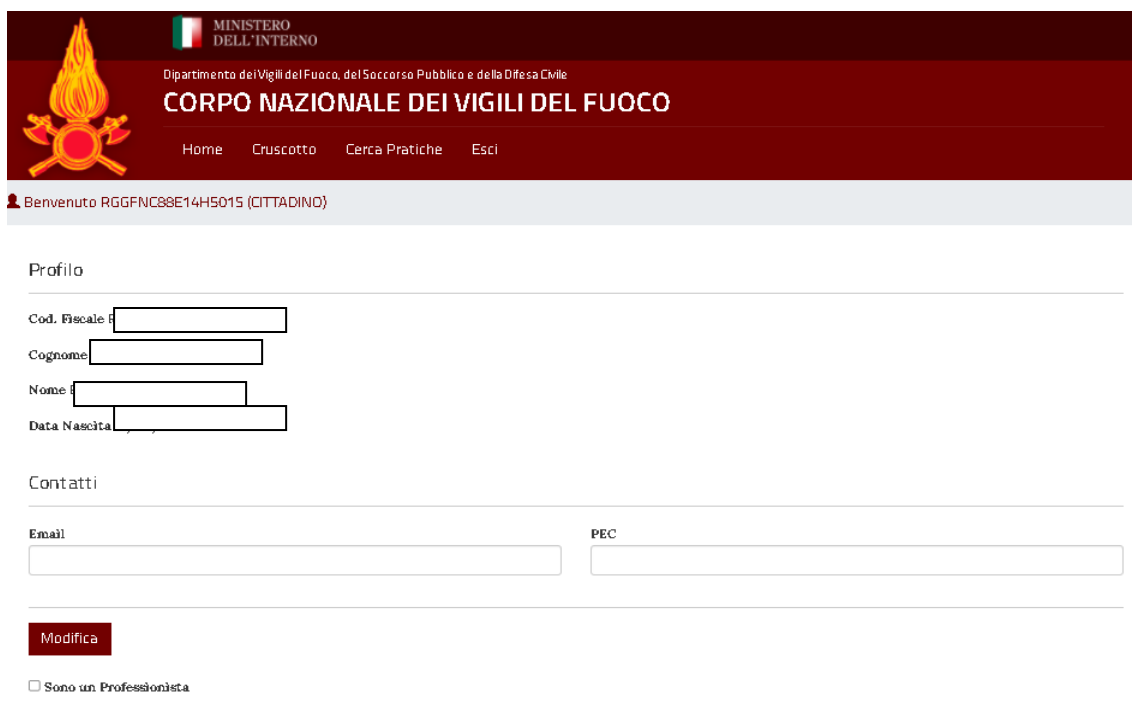 MINISTERO
DELL'INTERNO
Dipartimento dei Vigili del Fuoco, del Soccorso Pubblico e della Difesa Civile
CORPO NAZIONALE DEI VIGILI DEL FUOCO
Home Cruscotto Cerca Pratiche Esci
Benvenuto RGGFNC88E14H501S (CITTADINO)
Profilo
Cod. Fiscale
Cognome
Nome
Data Nascita
Contatti
Email PEC
Modifica
Sono un Professionista